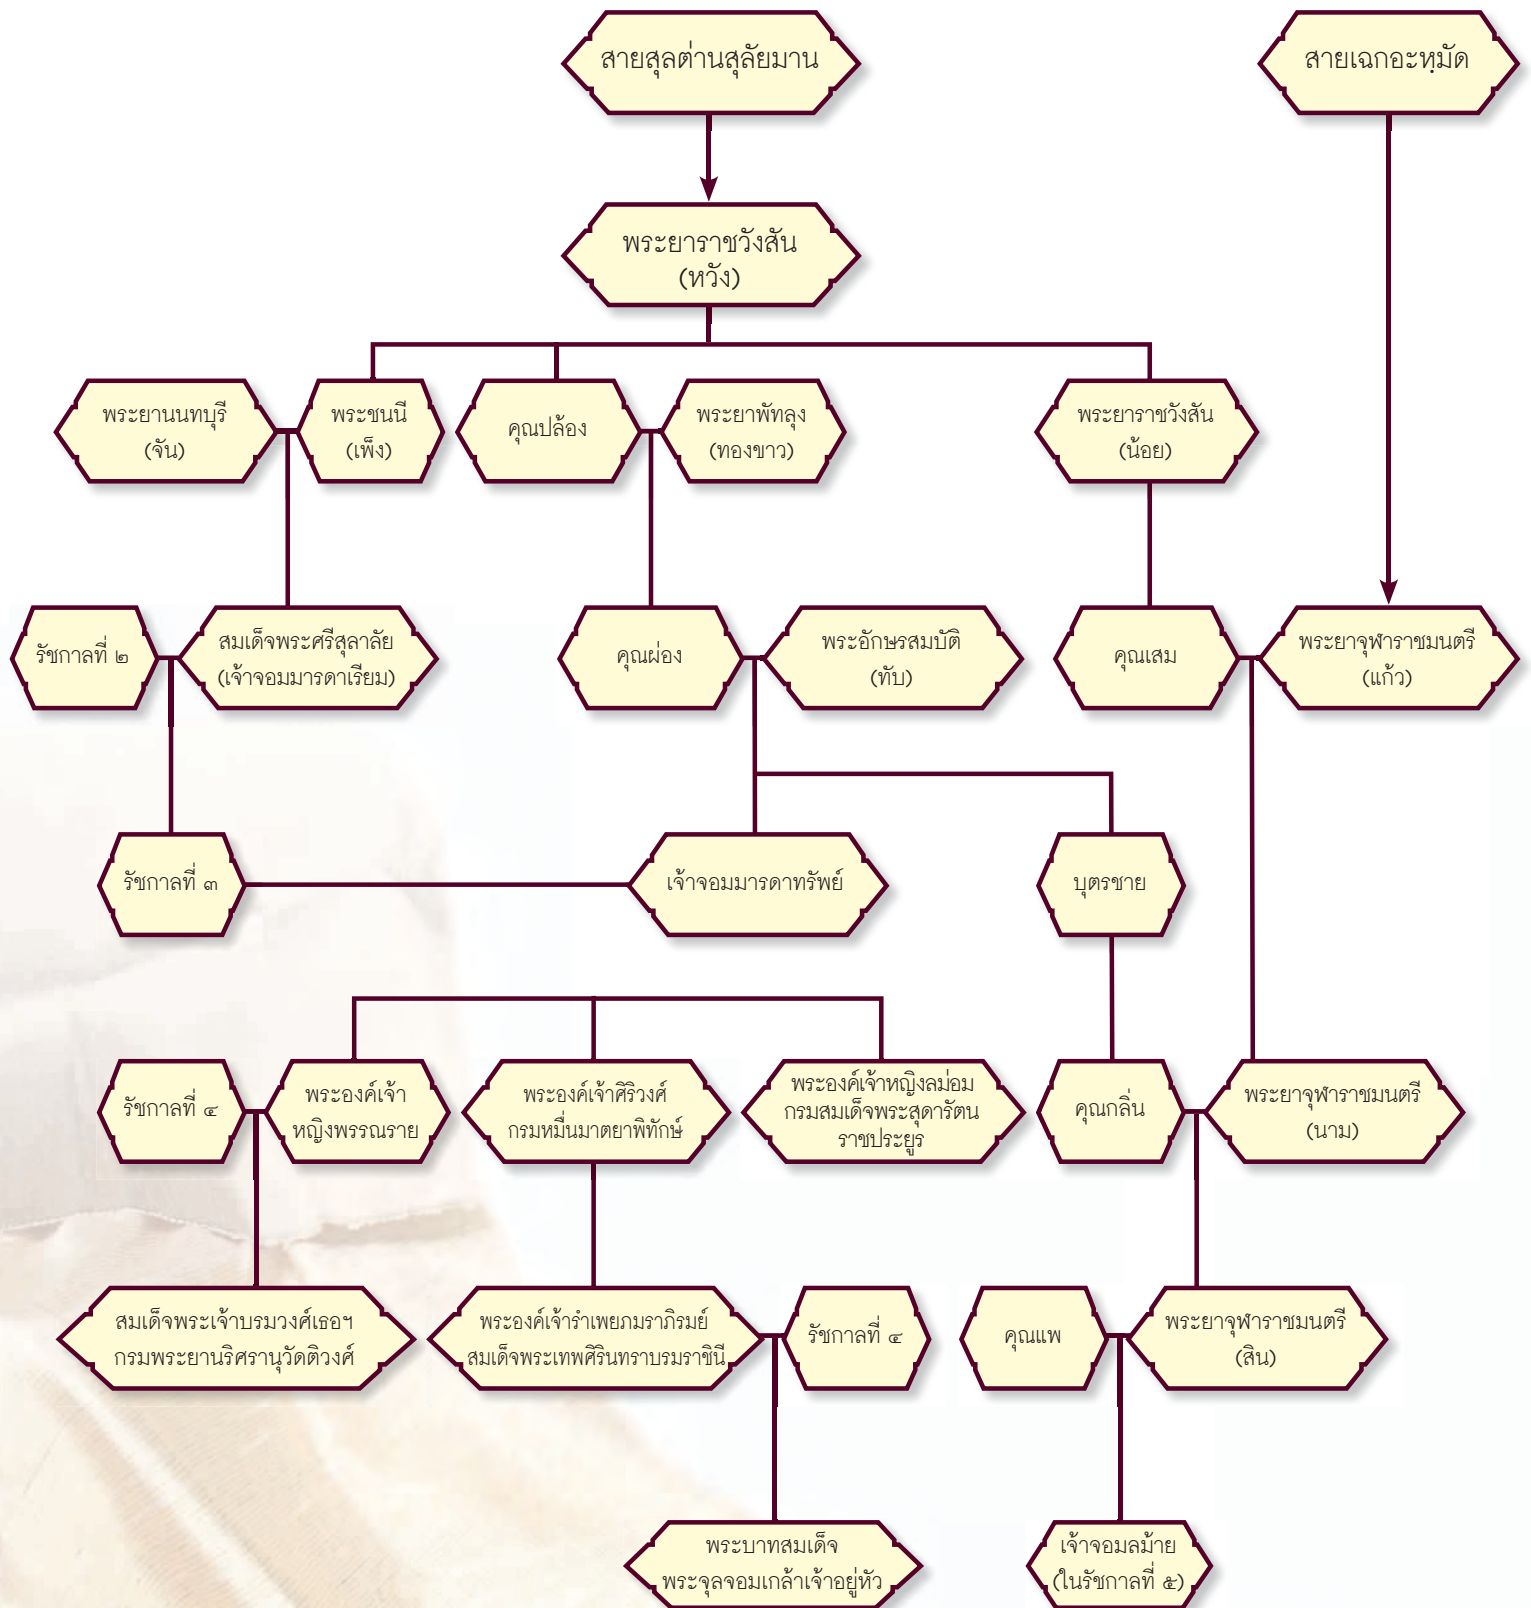 สายสุลต่านสุลัยมาน
สายเฉกอะหฺมัด
พระยาราชวังสัน
(หวัง)
พระยานนทบุรี
(จัน)
พระชนนี
(เพ็ง)
คุณปล้อง
พระยาพัทลุง
(ทองขาว)
พระยาราชวังสัน
(น้อย)
รัชกาลที่ ๒
สมเด็จพระศรีสุลาลัย
(เจ้าจอมมารดาเรียม)
คุณผ่อง
พระอักษรสมบัติ
(ทับ)
คุณเสม
พระยาจุฬาราชมนตรี
(แก้ว)
รัชกาลที่ ๓
เจ้าจอมมารดาทรัพย์
บุตรชาย
รัชกาลที่ ๔
พระองค์เจ้า
หญิงพรรณราย
พระองค์เจ้าศิริวงศ์
กรมหมื่นมาตยาพิทักษ์
พระองค์เจ้าหญิงลม่อม
กรมสมเด็จพระสุดารัตน
ราชประยูร
คุณกลิ่น
พระยาจุฬาราชมนตรี
(นาม)
สมเด็จพระเจ้าบรมวงศ์เธอฯ
กรมพระยานริศรานุวัดติวงศ์
พระองค์เจ้ารำเพยภมราภิรมย์
สมเด็จพระเทพศิรินทราบรมราชินี
รัชกาลที่ ๔
คุณแพ
พระยาจุฬาราชมนตรี
(สิน)
พระบาทสมเด็จ
พระจุลจอมเกล้าเจ้าอยู่หัว
เจ้าจอมลม้าย
(ในรัชกาลที่ ๕)